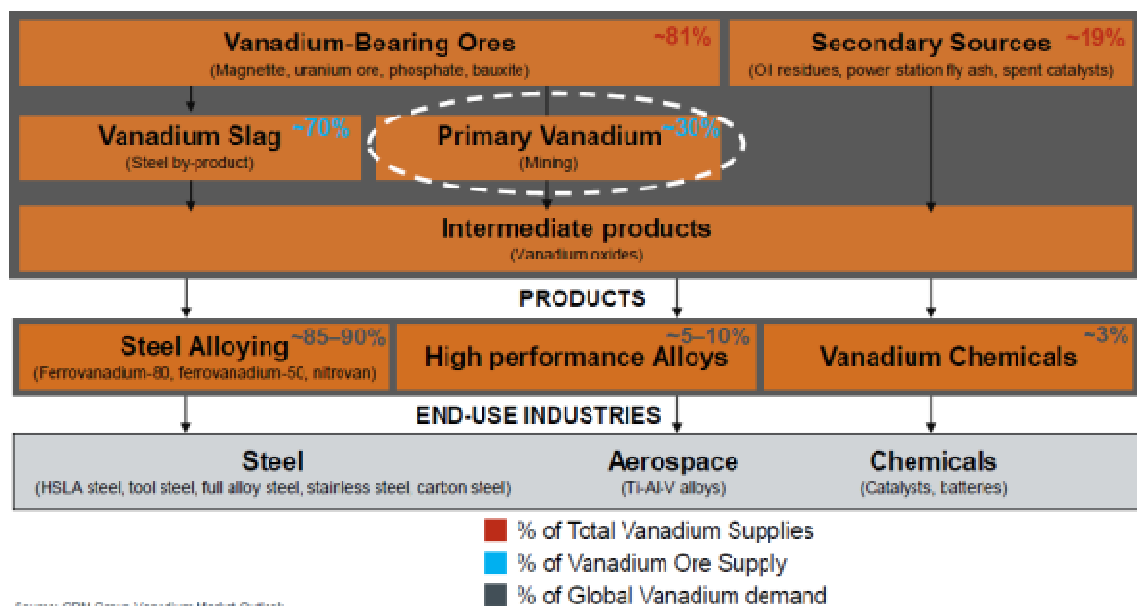 Vanadium-Bearing Ores ~81%
(Magnetite, uranium ore, phosphate, bauxite)
Secondary Sources ~19%
(Oil residues, power station fly ash, spent catalysts)
Vanadium Slag ~70%
(Steel by-product)
Primary Vanadium ~30%
(Mining)
Intermediate products
(Vanadium oxides)
PRODUCTS
Steel Alloying ~85–90%
(Ferrovanadium-80, ferrovanadium-50, nitrovan)
High performance Alloys ~5–10%
Vanadium Chemicals ~3%
END-USE INDUSTRIES
Steel
(HSLA steel, tool steel, full alloy steel, stainless steel, carbon steel)
Aerospace
(Ti-Al-V alloys)
Chemicals
(Catalysts, batteries)
% of Total Vanadium Supplies
% of Vanadium Ore Supply
% of Global Vanadium demand